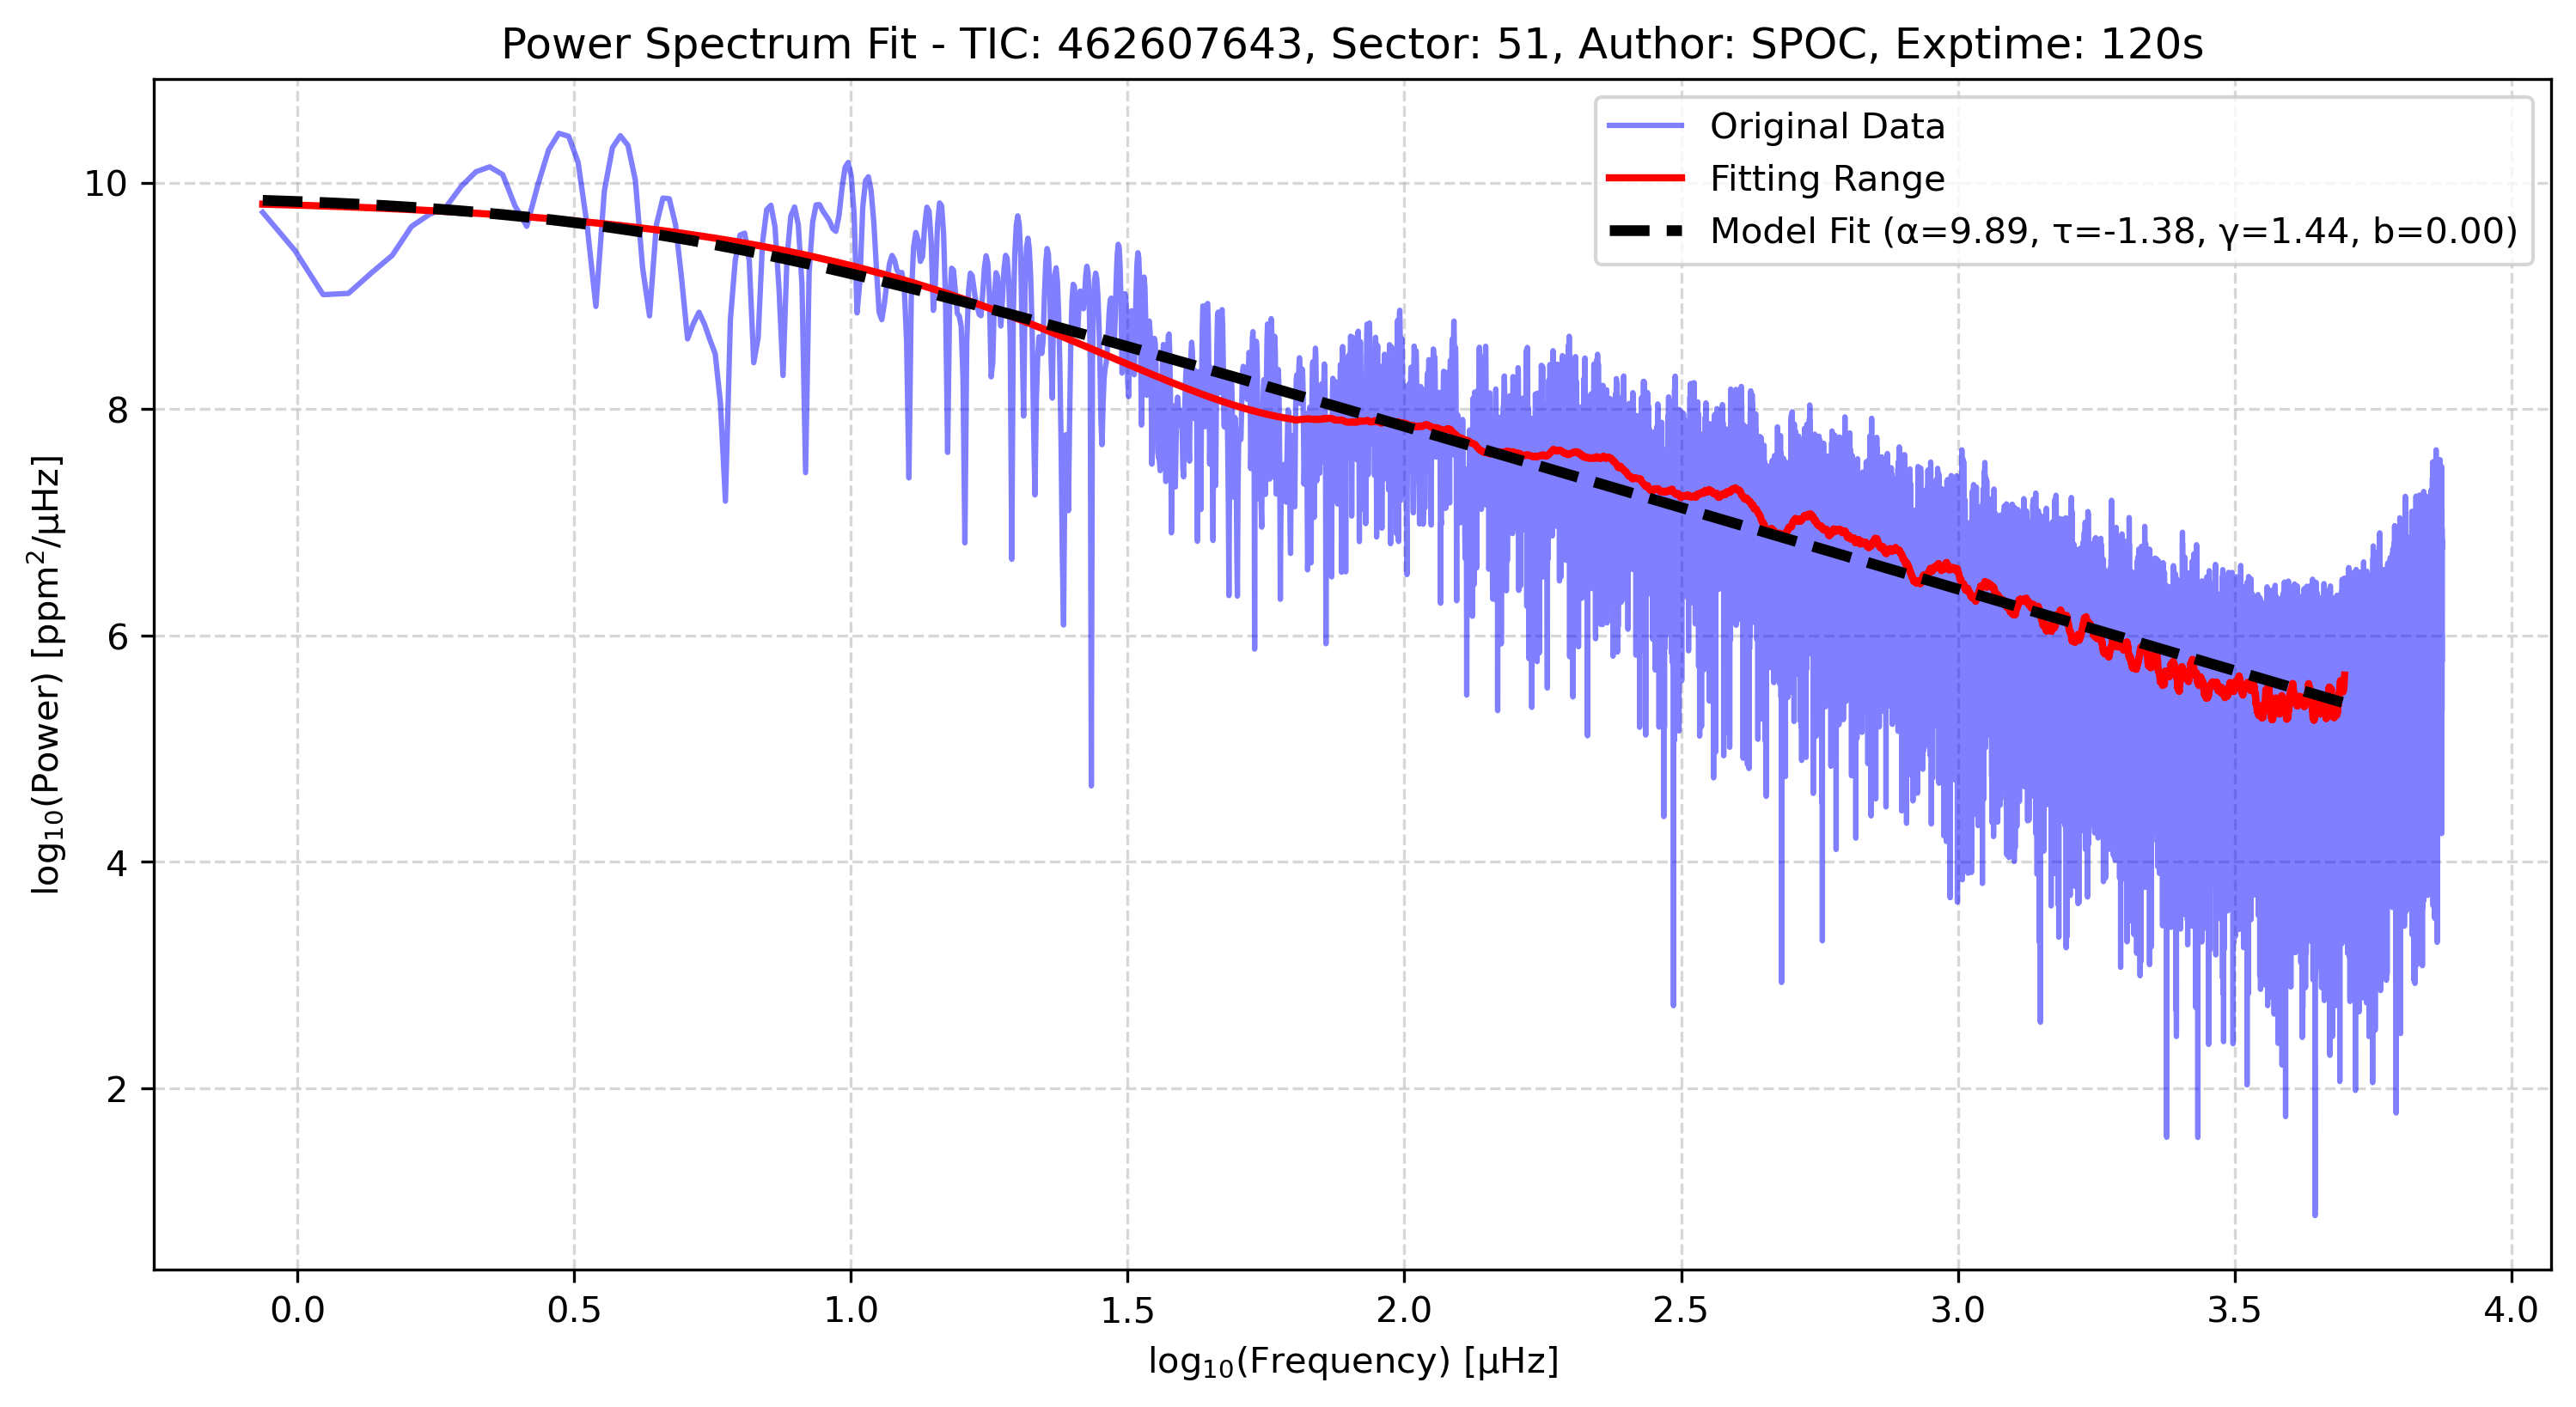 Power Spectrum Fit - TIC: 462607643, Sector: 51, Author: SPOC, Exptime: 120s
Original Data
Fitting Range
Model Fit (α=9.89, τ=-1.38, γ=1.44, b=0.00)
log₁₀(Power) [ppm²/μHz]
10
8
6
4
2
0.0 0.5 1.0 1.5 2.0 2.5 3.0 3.5 4.0
log₁₀(Frequency) [μHz]